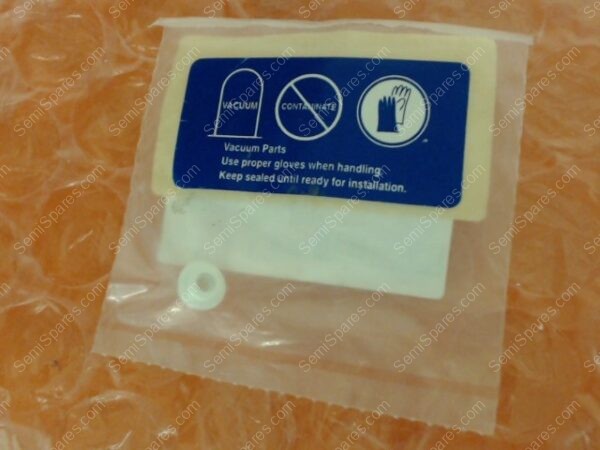 VACUUM
CONTAMINATE
Vacuum Parts
Use proper gloves when handling.
Keep sealed until ready for installation.
SemiSpares.com